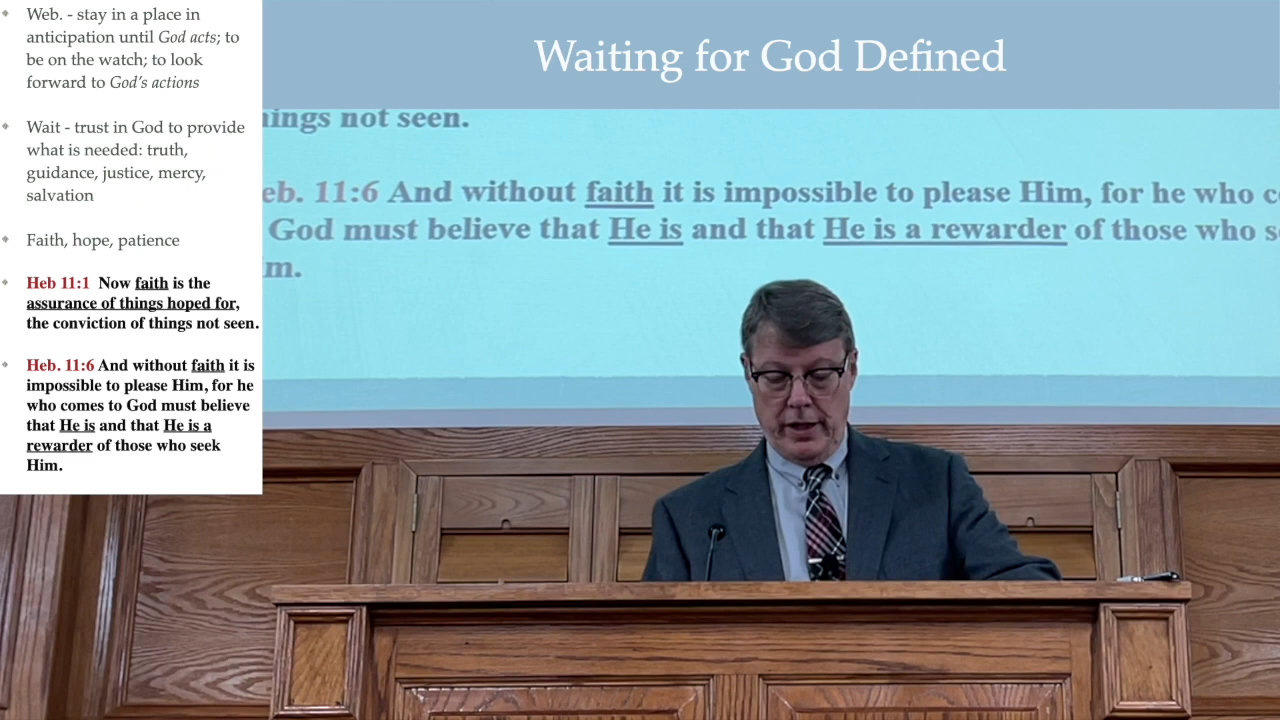 Web. - stay in a place in
anticipation until God acts; to
be on the watch; to look
forward to God's actions
Wait - trust in God to provide
what is needed: truth,
guidance, justice, mercy,
salvation
Faith, hope, patience
Heb 11:1 Now faith is the
assurance of things hoped for,
the conviction of things not seen.
Heb. 11:6 And without faith it is
impossible to please Him, for he
who comes to God must believe
that He is and that He is a
rewarder of those who seek
Him.
Waiting for God Defined
not seen.
11:6 And without faith it is impossible to please Him, for he who
God must believe that He is and that He is a rewarder of those who